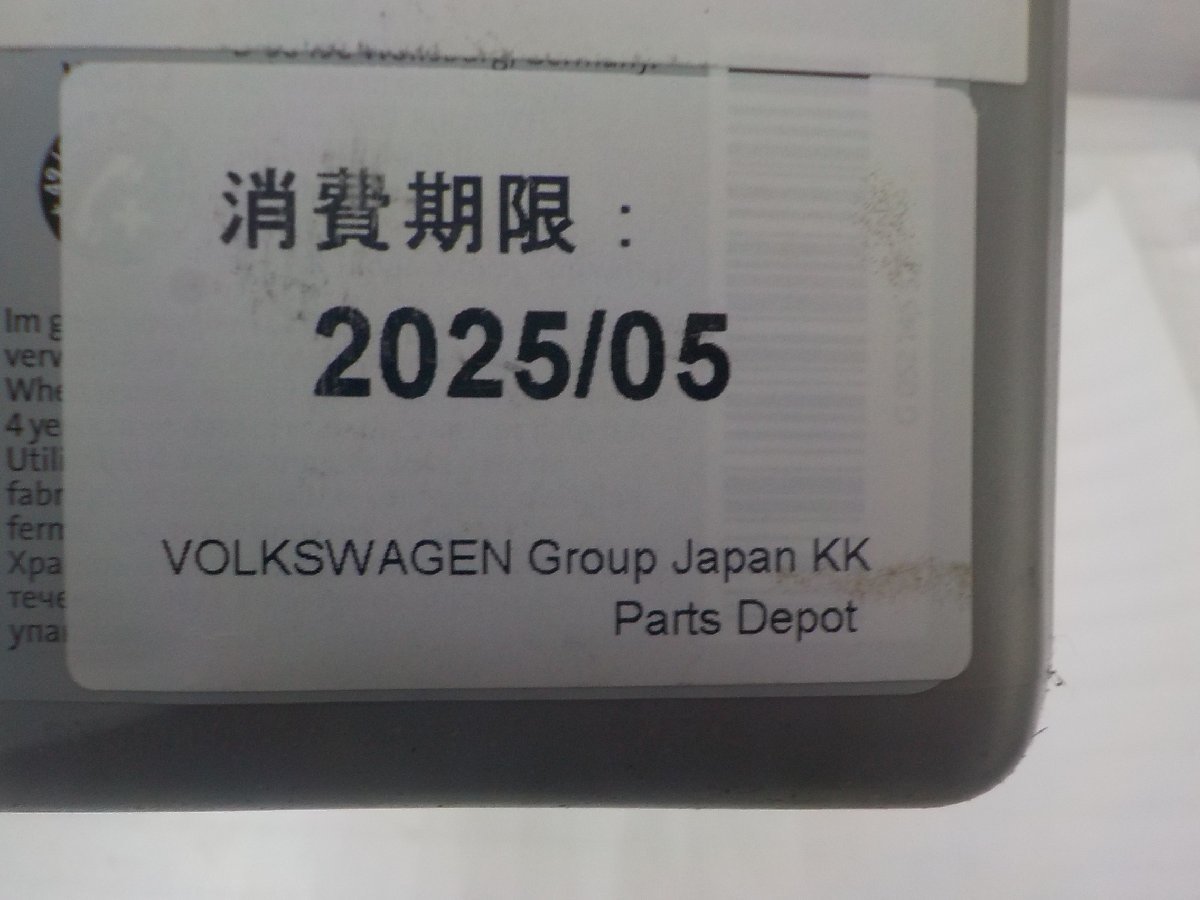 消費期限：
2025/05
VOLKSWAGEN Group Japan KK
Parts Depot
Im g
verw
Whe
4 ye
Utili
fabr
ferm
Хра
тече
упа